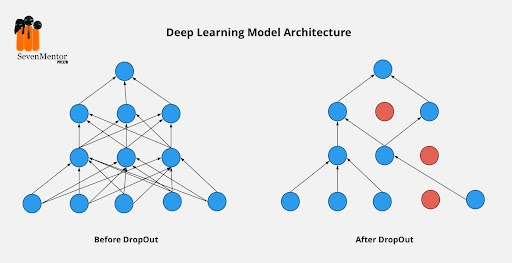 Deep Learning Model Architecture
SevenMentor
Before DropOut
After DropOut